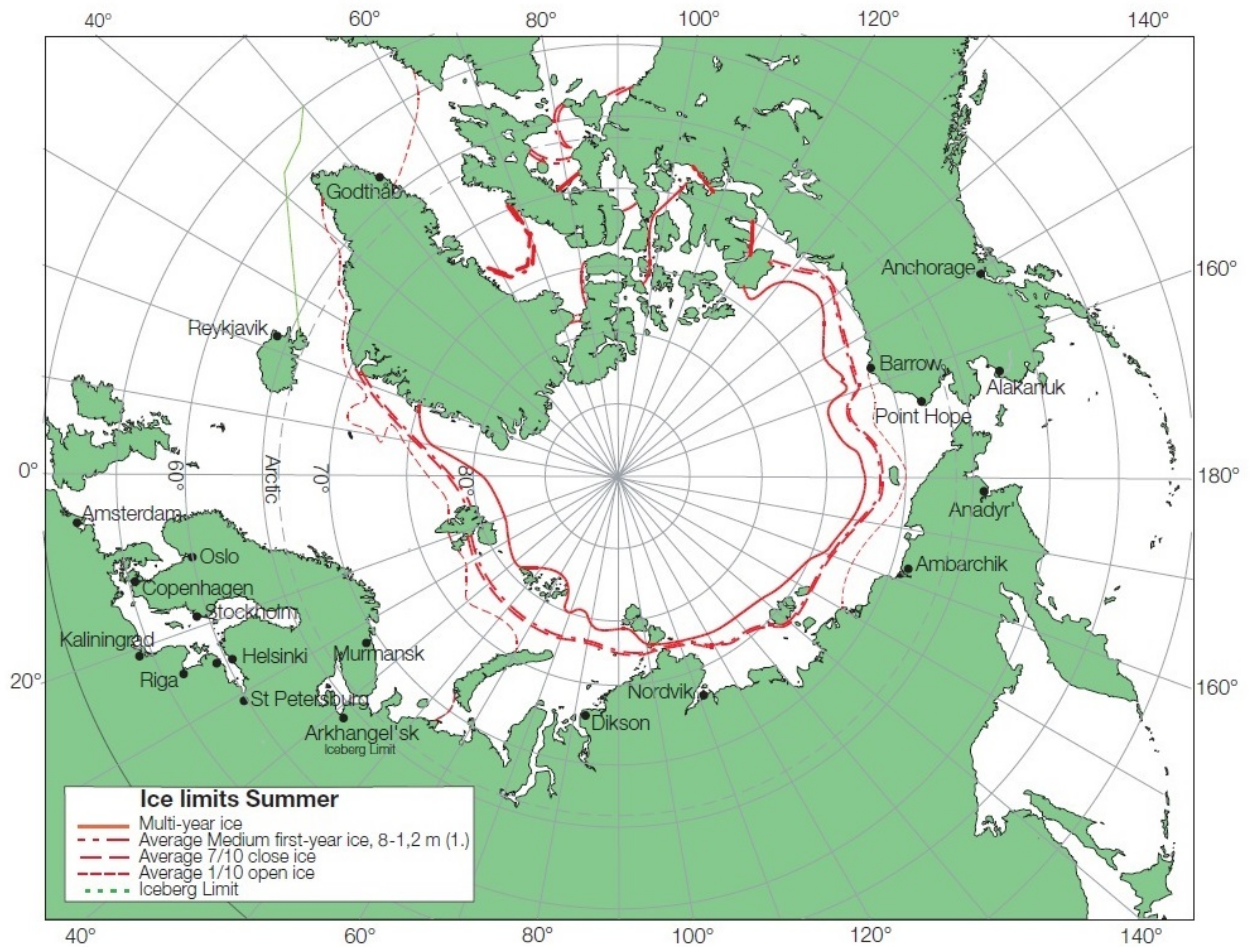 40°
60°
80°
100°
120°
140°
Godthåb
Anchorage
160°
Reykjavik
Barrow
Alakanuk
Point Hope
0°
60°
Arctic
70°
80°
180°
Anadyr'
Amsterdam
Oslo
Ambarchik
Copenhagen
Stockholm
Kaliningrad
Helsinki
Murmansk
Riga
20°
St Petersburg
Nordvik
160°
Dikson
Arkhangel'sk
Iceberg Limit
Ice limits Summer
Multi-year ice
Average Medium first-year ice, 8-1,2 m (1.)
Average 7/10 close ice
Average 1/10 open ice
Iceberg Limit
40°
60°
80°
100°
120°
140°